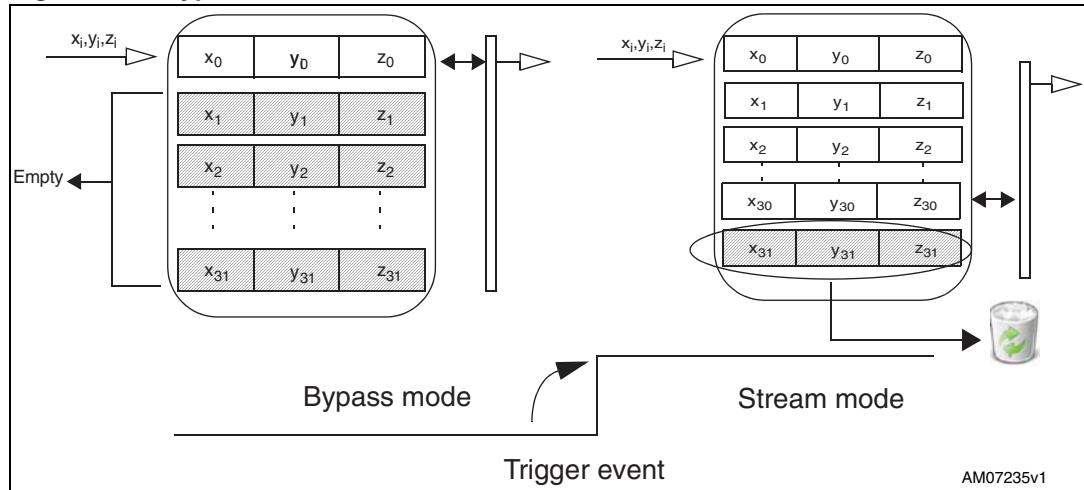 xi,yi,zi
x0 y0 z0
x1 y1 z1
x2 y2 z2
x31 y31 z31
Empty
xi,yi,zi
x0 y0 z0
x1 y1 z1
x2 y2 z2
x30 y30 z30
x31 y31 z31
Bypass mode
Stream mode
Trigger event
AM07235v1